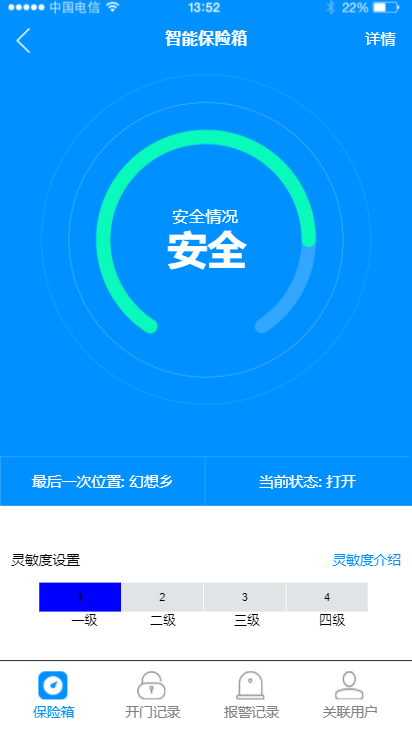 中国电信 13:52 22%
智能保险箱 详情
安全情况
安全
最后一次位置: 幻想乡 当前状态: 打开
灵敏度设置 灵敏度介绍
1 2 3 4
一级 二级 三级 四级
保险箱 开门记录 报警记录 关联用户